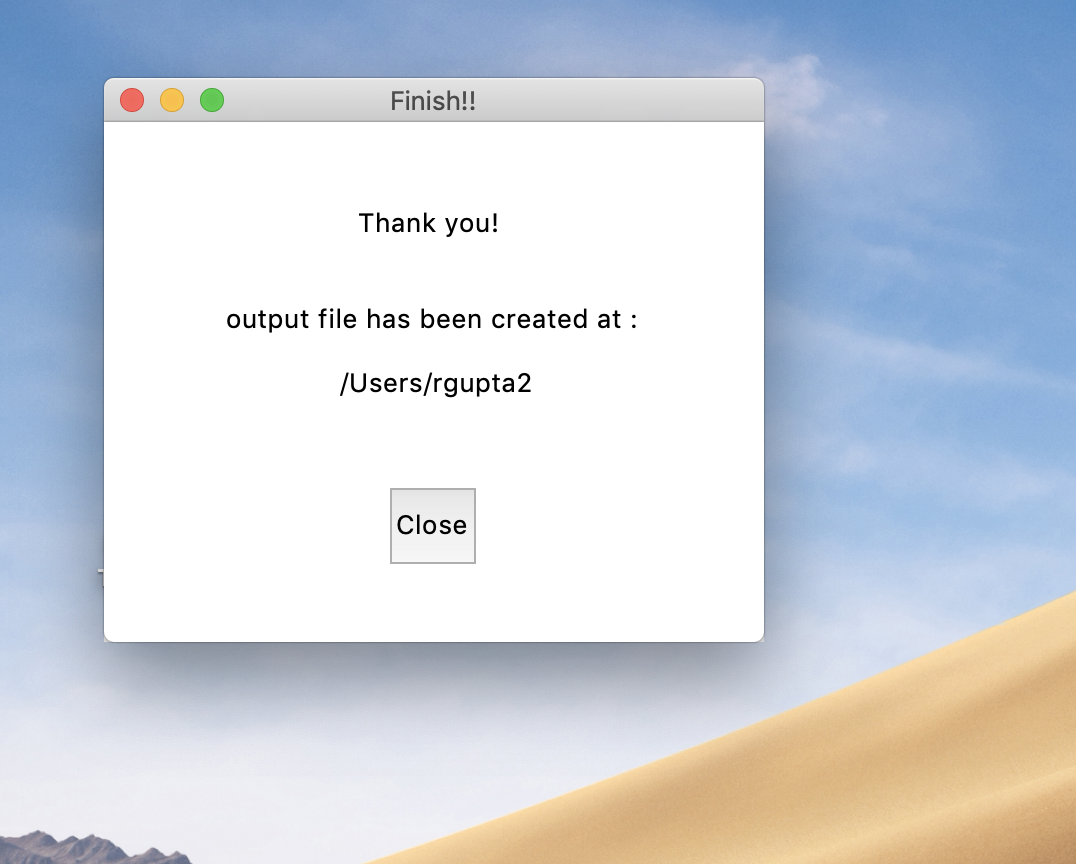 Finish!!
Thank you!
output file has been created at :
/Users/rgupta2
Close